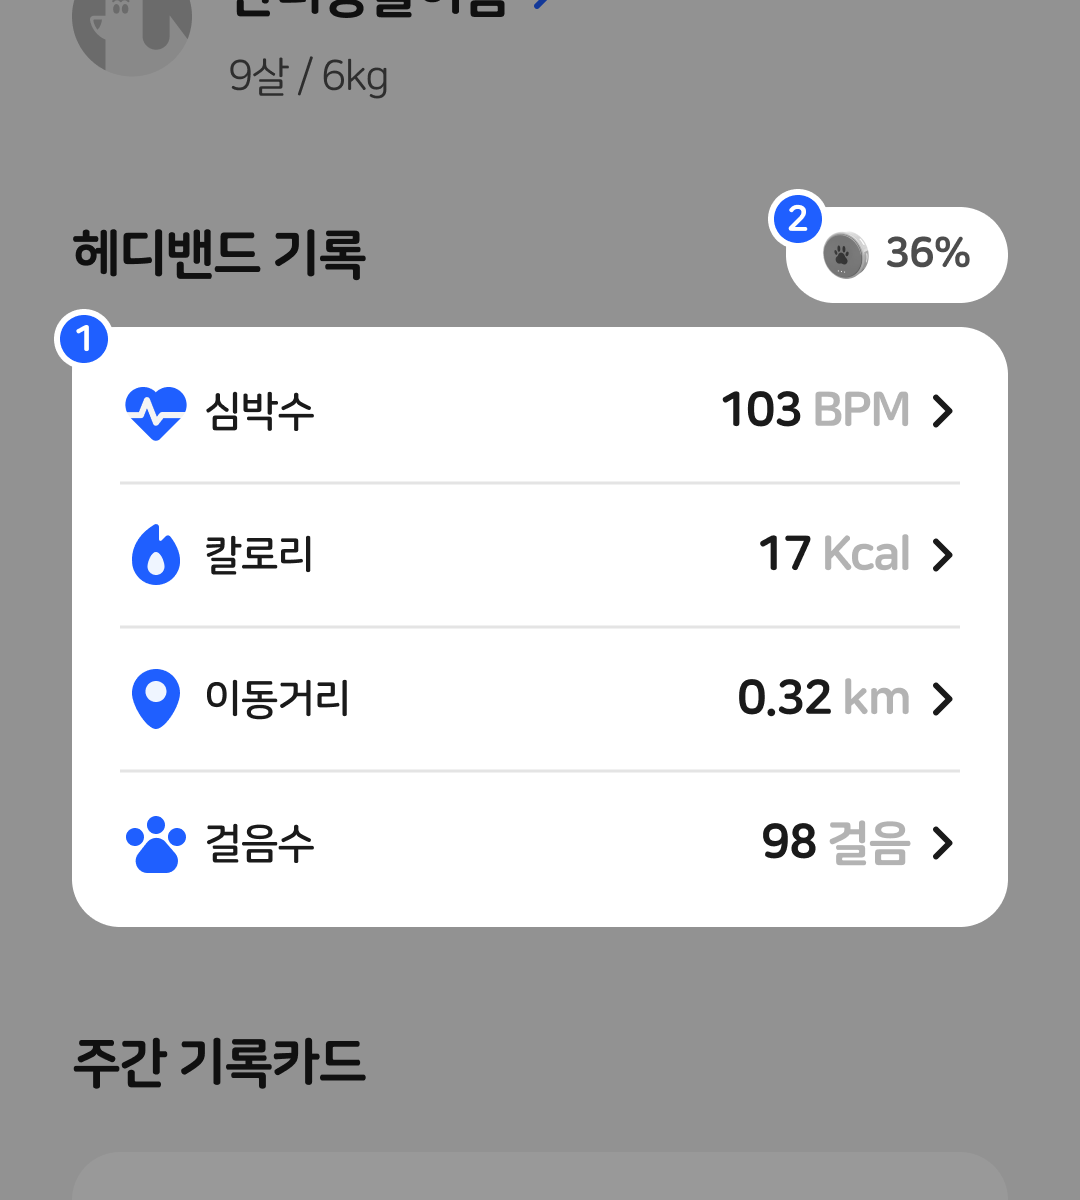 9살 / 6kg
헤디밴드 기록
2
36%
1
심박수
103 BPM
칼로리
17 Kcal
이동거리
0.32 km
걸음수
98 걸음
주간 기록카드